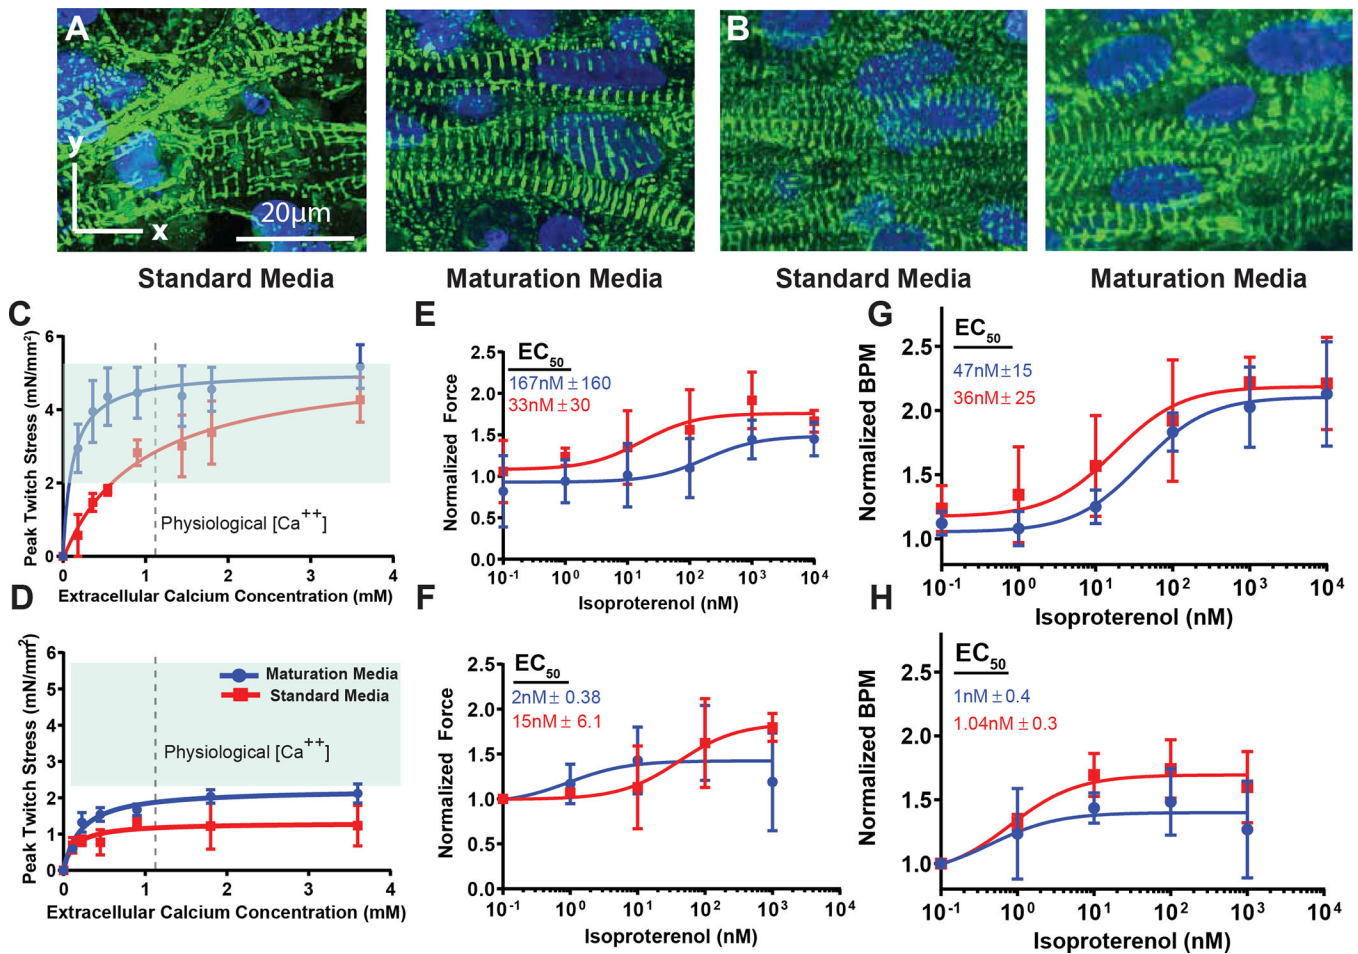 A
B
y
x
20μm
Standard Media
Maturation Media
Standard Media
Maturation Media
C
Peak Twitch Stress (mN/mm²)
6
4
2
0
Physiological [Ca⁺⁺]
0 1 2 3 4
Extracellular Calcium Concentration (mM)
D
Peak Twitch Stress (mN/mm²)
6
5
4
3
2
1
0
Maturation Media
Standard Media
Physiological [Ca⁺⁺]
0 1 2 3 4
Extracellular Calcium Concentration (mM)
E
Normalized Force
2.5
2.0
1.5
1.0
0.5
0.0
EC₅₀
167nM ± 160
33nM ± 30
10⁻¹ 10⁰ 10¹ 10² 10³ 10⁴
Isoproterenol (nM)
F
Normalized Force
2.5
2.0
1.5
1.0
0.5
0.0
EC₅₀
2nM ± 0.38
15nM ± 6.1
10⁻¹ 10⁰ 10¹ 10² 10³ 10⁴
Isoproterenol (nM)
G
Normalized BPM
2.5
2.0
1.5
1.0
EC₅₀
47nM ± 15
36nM ± 25
10⁻¹ 10⁰ 10¹ 10² 10³ 10⁴
Isoproterenol (nM)
H
Normalized BPM
2.5
2.0
1.5
1.0
EC₅₀
1nM ± 0.4
1.04nM ± 0.3
10⁻¹ 10⁰ 10¹ 10² 10³ 10⁴
Isoproterenol (nM)